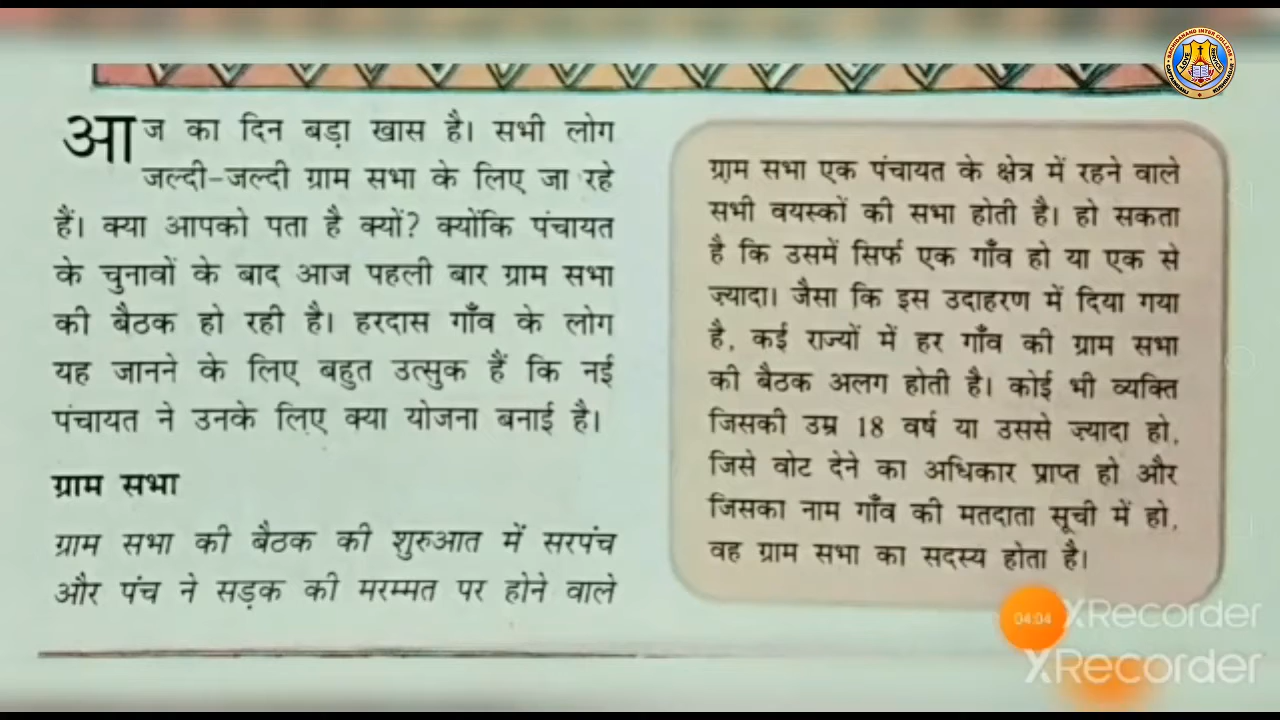 आज का दिन बड़ा खास है। सभी लोग
जल्दी-जल्दी ग्राम सभा के लिए जा रहे
हैं। क्या आपको पता है क्यों? क्योंकि पंचायत
के चुनावों के बाद आज पहली बार ग्राम सभा
की बैठक हो रही है। हरदास गाँव के लोग
यह जानने के लिए बहुत उत्सुक हैं कि नई
पंचायत ने उनके लिए क्या योजना बनाई है।
ग्राम सभा
ग्राम सभा की बैठक की शुरुआत में सरपंच
और पंच ने सड़क की मरम्मत पर होने वाले
ग्राम सभा एक पंचायत के क्षेत्र में रहने वाले
सभी वयस्कों की सभा होती है। हो सकता
है कि उसमें सिर्फ एक गाँव हो या एक से
ज़्यादा। जैसा कि इस उदाहरण में दिया गया
है, कई राज्यों में हर गाँव की ग्राम सभा
की बैठक अलग होती है। कोई भी व्यक्ति
जिसकी उम्र 18 वर्ष या उससे ज़्यादा हो,
जिसे वोट देने का अधिकार प्राप्त हो और
जिसका नाम गाँव की मतदाता सूची में हो,
वह ग्राम सभा का सदस्य होता है।
04:04 XRecorder
XRecorder